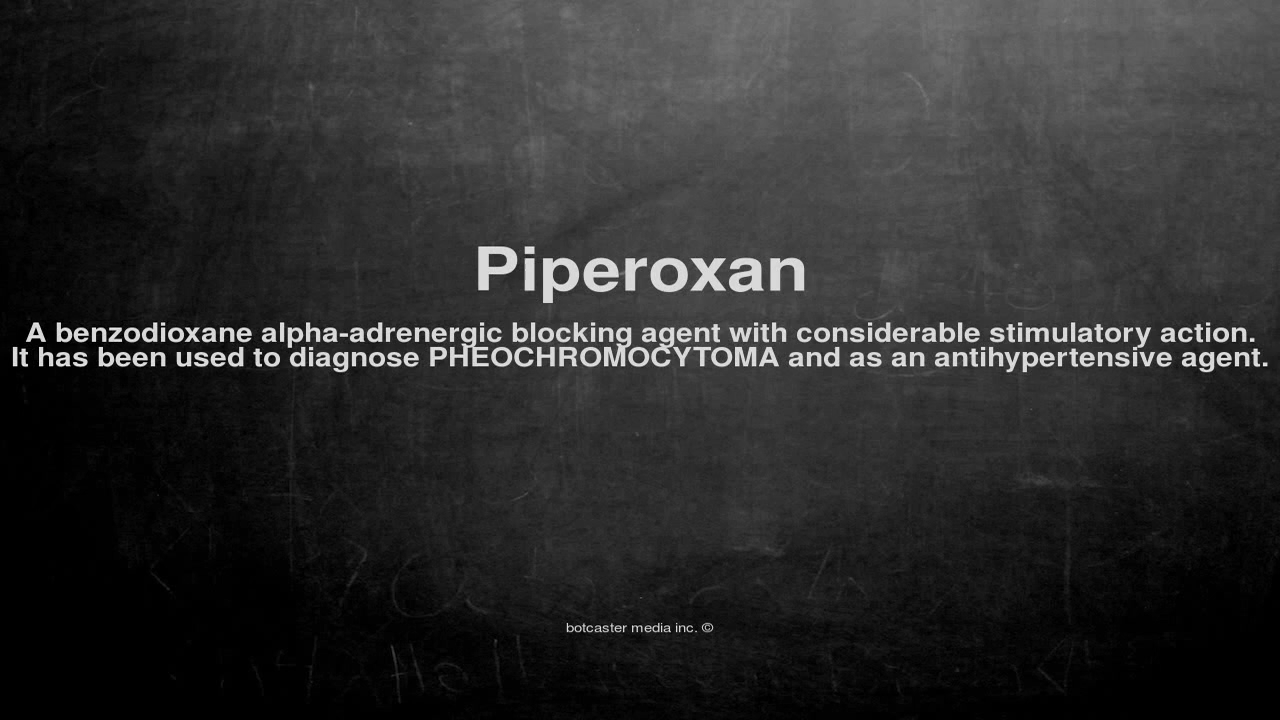 Piperoxan
A benzodioxane alpha-adrenergic blocking agent with considerable stimulatory action.
It has been used to diagnose PHEOCHROMOCYTOMA and as an antihypertensive agent.
botcaster media inc. ©